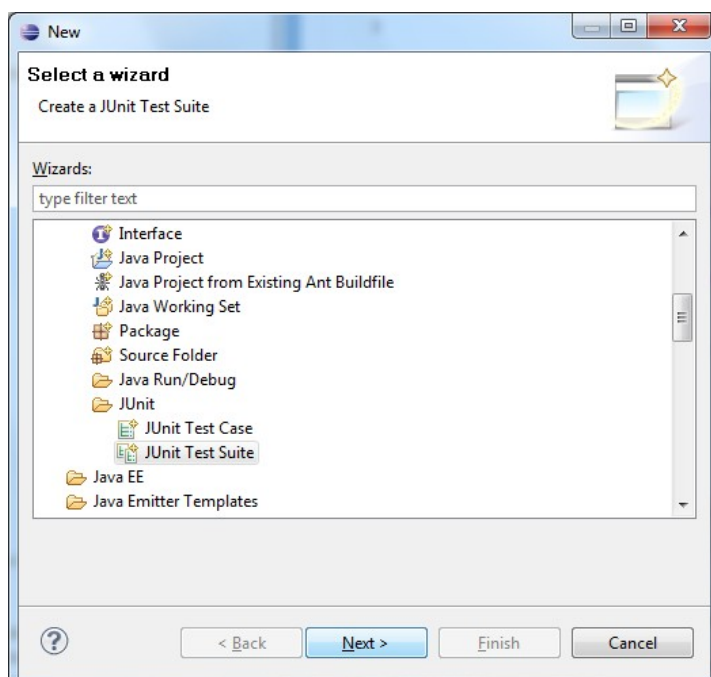 New
Select a wizard
Create a JUnit Test Suite
Wizards:
type filter text
Interface
Java Project
Java Project from Existing Ant Buildfile
Java Working Set
Package
Source Folder
Java Run/Debug
JUnit
JUnit Test Case
JUnit Test Suite
Java EE
Java Emitter Templates
? < Back Next > Finish Cancel